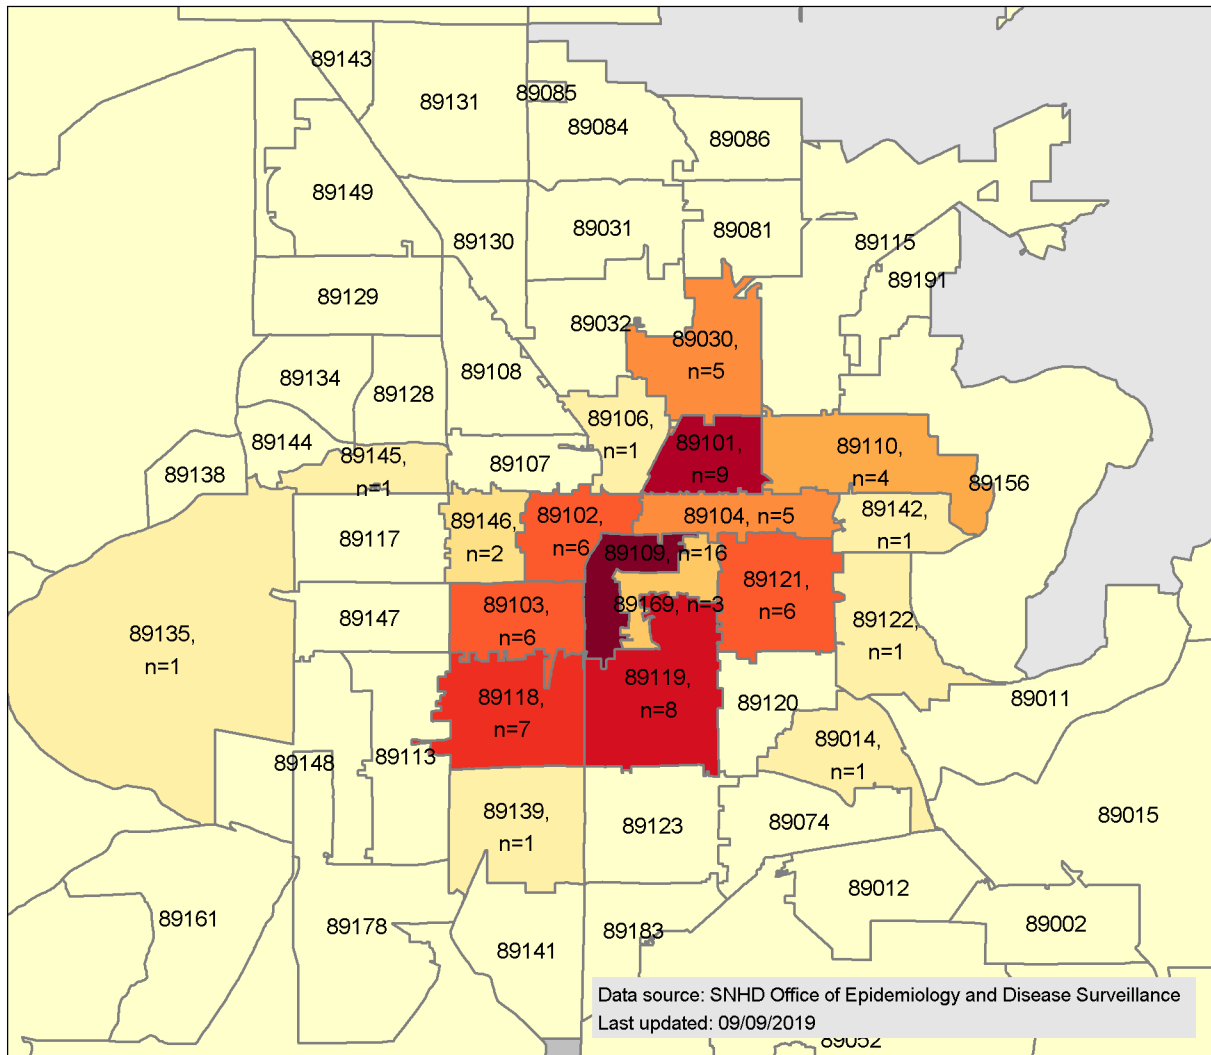 89143
89085
89131
89084
89086
89149
89130
89031
89081
89115
89191
89129
89032
89030,
n=5
89134
89128
89108
89106,
n=1
89144
89145,
n=1
89138
89107
89101,
n=9
89110,
n=4
89156
89117
89146,
n=2
89102,
n=6
89104, n=5
89142,
n=1
89109, n=16
89121,
n=6
89169, n=3
89147
89103,
n=6
89122,
n=1
89135,
n=1
89118,
n=7
89119,
n=8
89120
89011
89148
89113
89014,
n=1
89139,
n=1
89123
89074
89015
89012
89161
89178
89141
89183
89002
Data source: SNHD Office of Epidemiology and Disease Surveillance
Last updated: 09/09/2019
89052